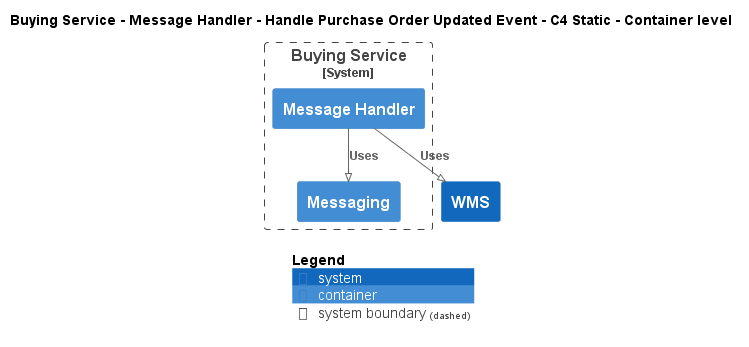 Buying Service - Message Handler - Handle Purchase Order Updated Event - C4 Static - Container level
Buying Service
[System]
Message Handler
Uses
Uses
Messaging
WMS
Legend
system
container
system boundary (dashed)